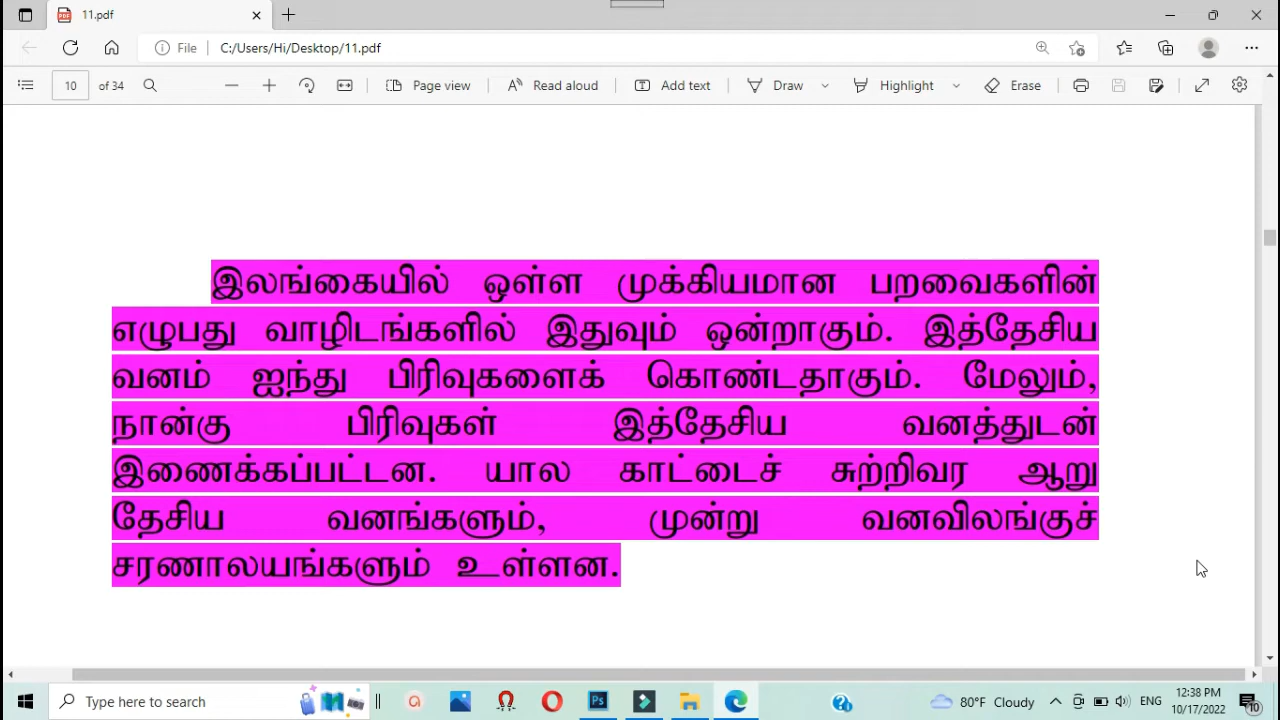 11.pdf
File
C:/Users/Hi/Desktop/11.pdf
10 of 34
Page view
Read aloud
Add text
Draw
Highlight
Erase
இலங்கையில் ஒள்ள முக்கியமான பறவைகளின்
எழுபது வாழிடங்களில் இதுவும் ஒன்றாகும். இத்தேசிய
வனம் ஐந்து பிரிவுகளைக் கொண்டதாகும். மேலும்,
நான்கு பிரிவுகள் இத்தேசிய வனத்துடன்
இணைக்கப்பட்டன. யால காட்டைச் சுற்றிவர ஆறு
தேசிய வனங்களும், முன்று வனவிலங்குச்
சரணாலயங்களும் உள்ளன.
Type here to search
80°F Cloudy
ENG
12:38 PM
10/17/2022
10